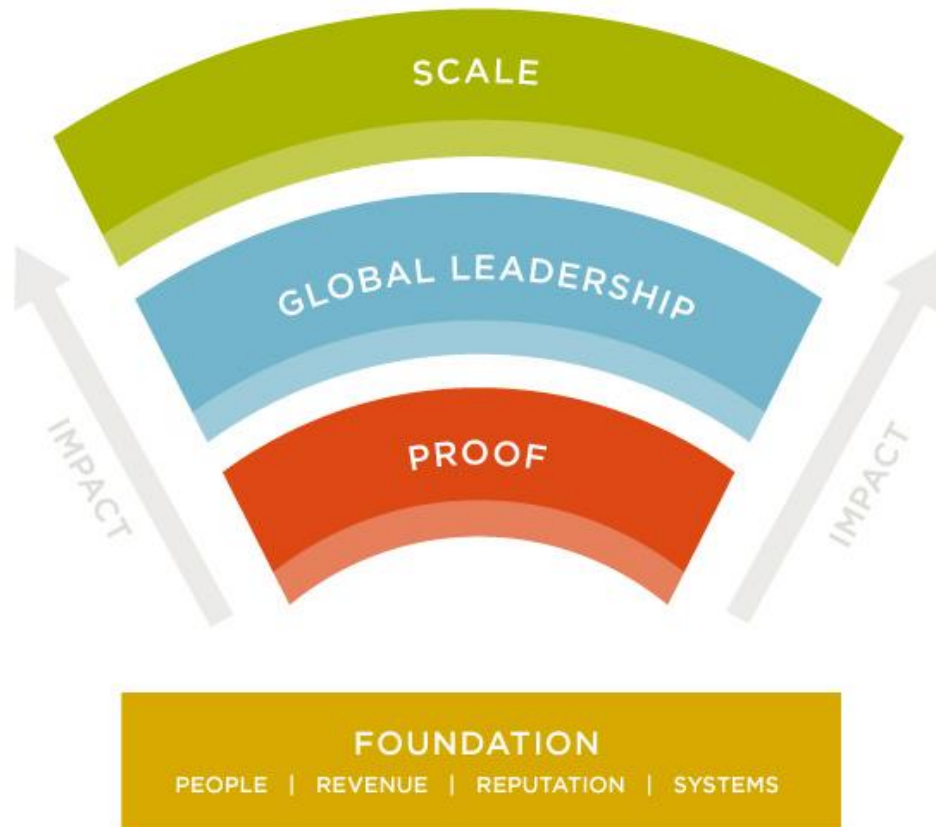 SCALE
GLOBAL LEADERSHIP
PROOF
IMPACT
IMPACT
FOUNDATION
PEOPLE | REVENUE | REPUTATION | SYSTEMS